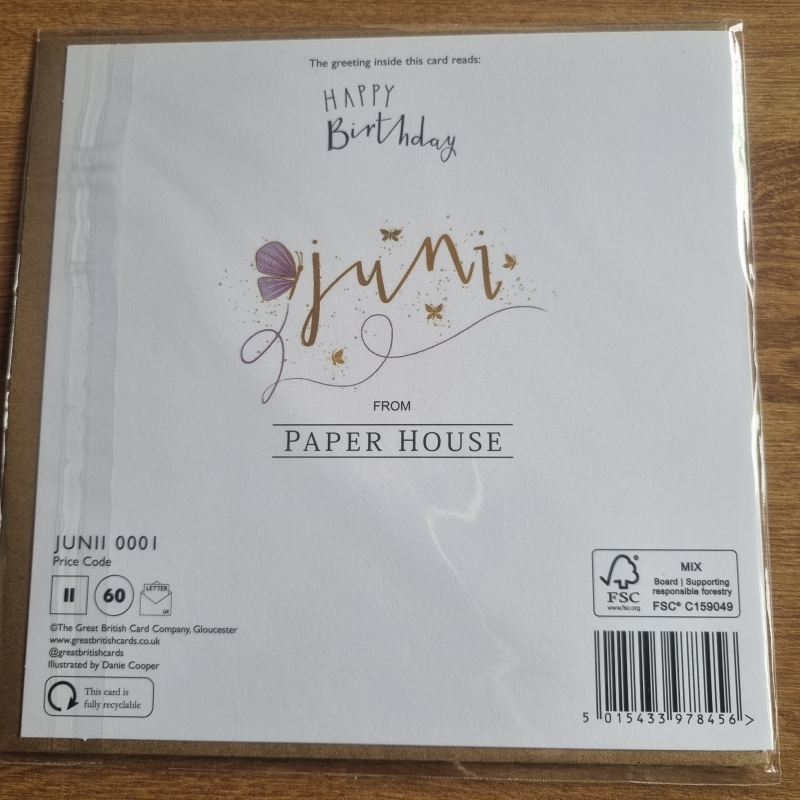 The greeting inside this card reads:
HAPPY
Birthday
juni
FROM
PAPER HOUSE
JUNII 0001
Price Code
II 60 LETTER UK
©The Great British Card Company, Gloucester
www.greatbritishcards.co.uk
@greatbritishcards
Illustrated by Danie Cooper
This card is
fully recyclable
FSC
www.fsc.org
MIX
Board | Supporting
responsible forestry
FSC® C159049
5 015433 978456 >